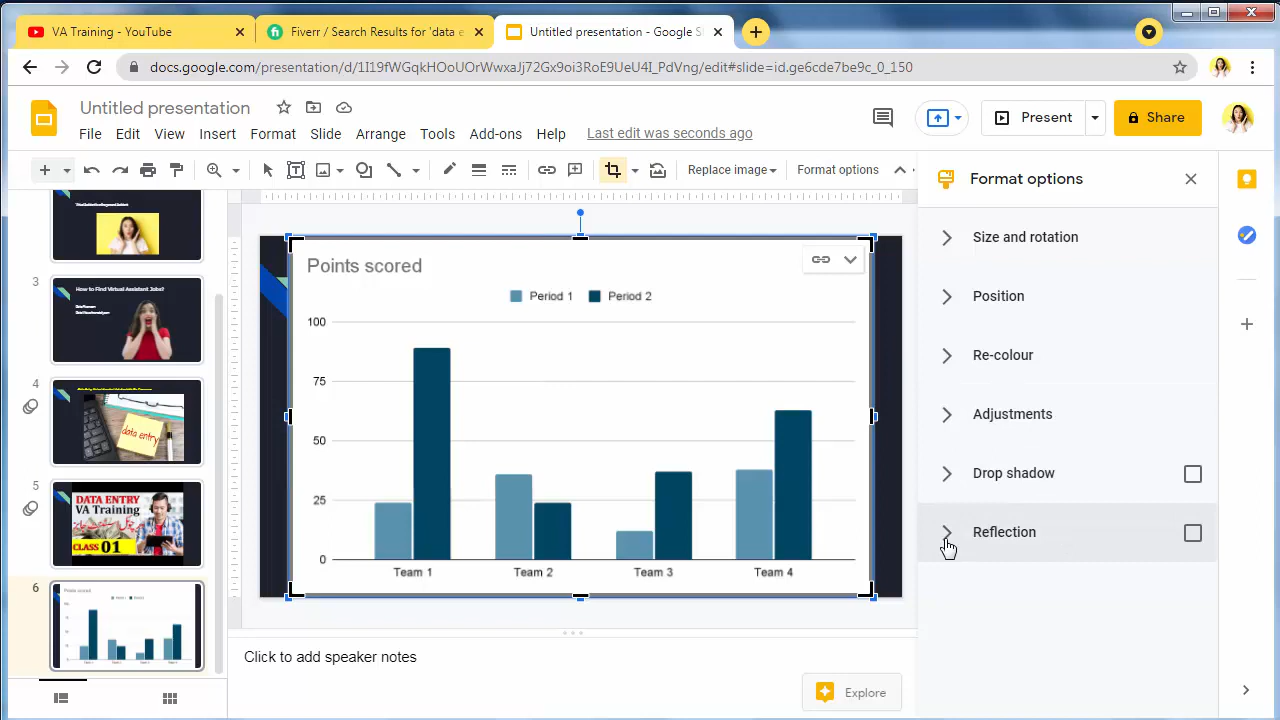 VA Training - YouTube
Fiverr / Search Results for 'data e
Untitled presentation - Google S
docs.google.com/presentation/d/1I19fWGqkHOoUOrWwxaJj72Gx9oi3RoE9UeU4I_PdVng/edit#slide=id.ge6cde7be9c_0_150
Untitled presentation
File Edit View Insert Format Slide Arrange Tools Add-ons Help Last edit was seconds ago
Present
Share
Replace image
Format options
Format options
Size and rotation
Position
Re-colour
Adjustments
Drop shadow
Reflection
3
How to Find Virtual Assistant Jobs?
4
data entry
5
DATA ENTRY
VA Training
CLASS 01
6
Points scored
Points scored
Period 1 Period 2
100
75
50
25
0
Team 1 Team 2 Team 3 Team 4
Click to add speaker notes
Explore